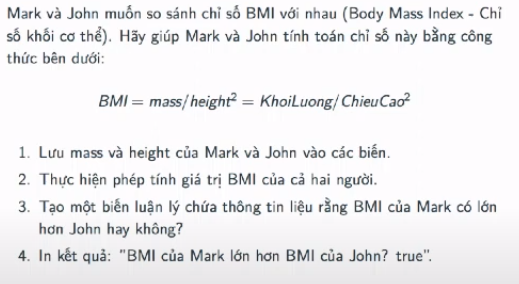 Mark và John muốn so sánh chỉ số BMI với nhau (Body Mass Index - Chỉ
số khối cơ thể). Hãy giúp Mark và John tính toán chỉ số này bằng công
thức bên dưới:
BMI = mass/height² = KhoiLuong/ChieuCao²
1. Lưu mass và height của Mark và John vào các biến.
2. Thực hiện phép tính giá trị BMI của cả hai người.
3. Tạo một biến luận lý chứa thông tin liệu rằng BMI của Mark có lớn
hơn John hay không?
4. In kết quả: "BMI của Mark lớn hơn BMI của John? true".